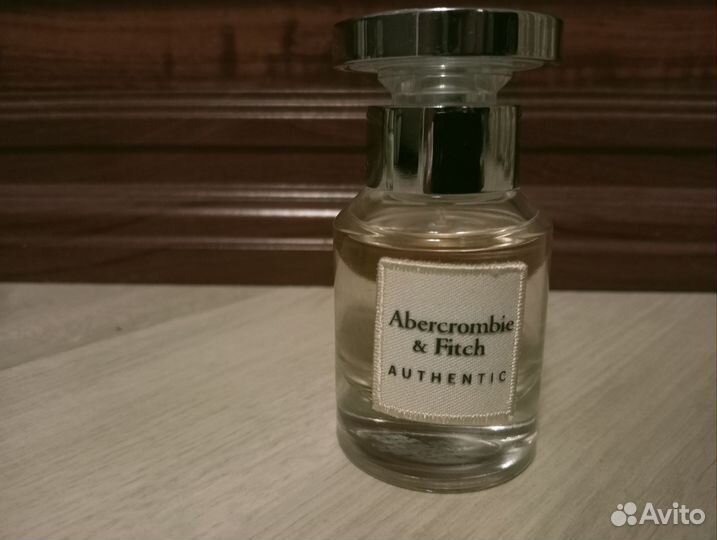 Abercrombie
& Fitch
AUTHENTIC
Avito